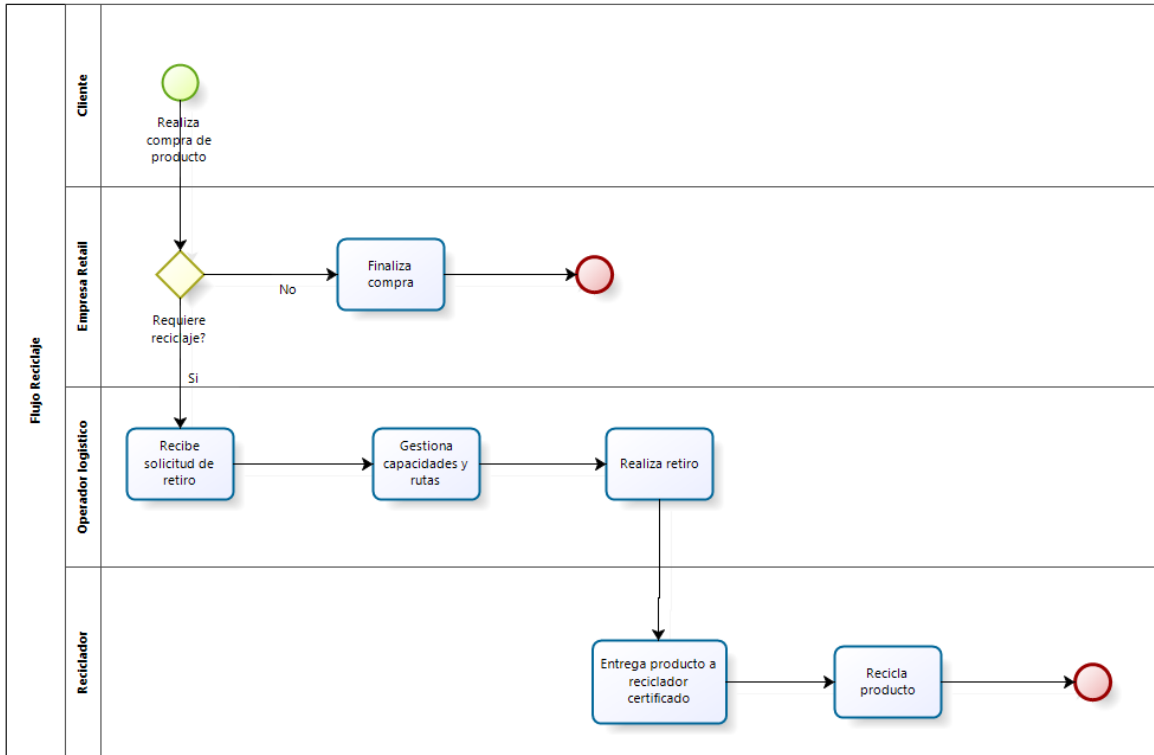 Flujo Reciclaje
Cliente
Realiza
compra de
producto
Empresa Retail
Requiere
reciclaje?
No
Finaliza
compra
Si
Operador logistico
Recibe
solicitud de
retiro
Gestiona
capacidades y
rutas
Realiza retiro
Reciclador
Entrega producto a
reciclador
certificado
Recicla
producto